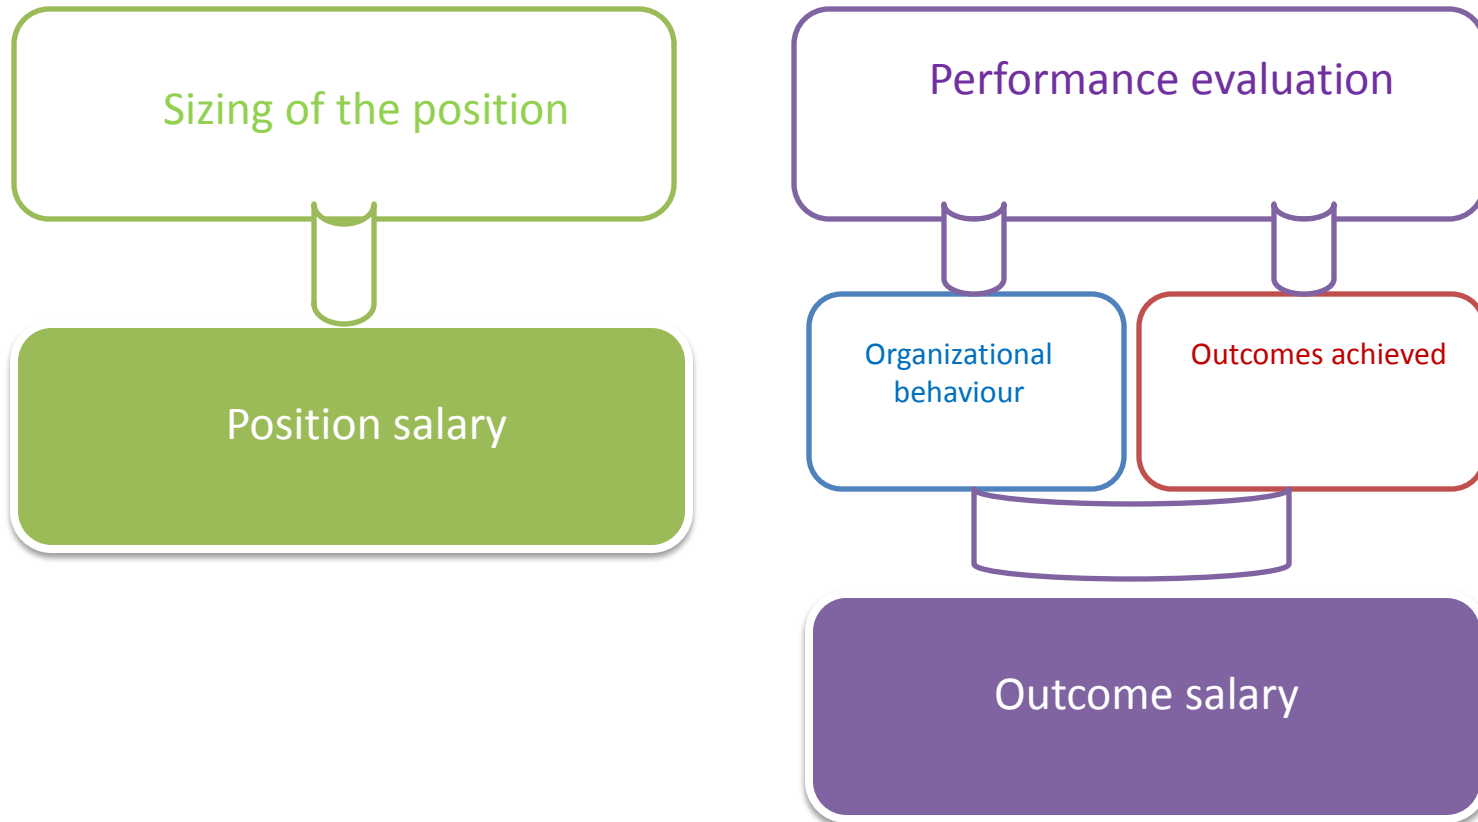 Sizing of the position
Position salary
Performance evaluation
Organizational
behaviour
Outcomes achieved
Outcome salary